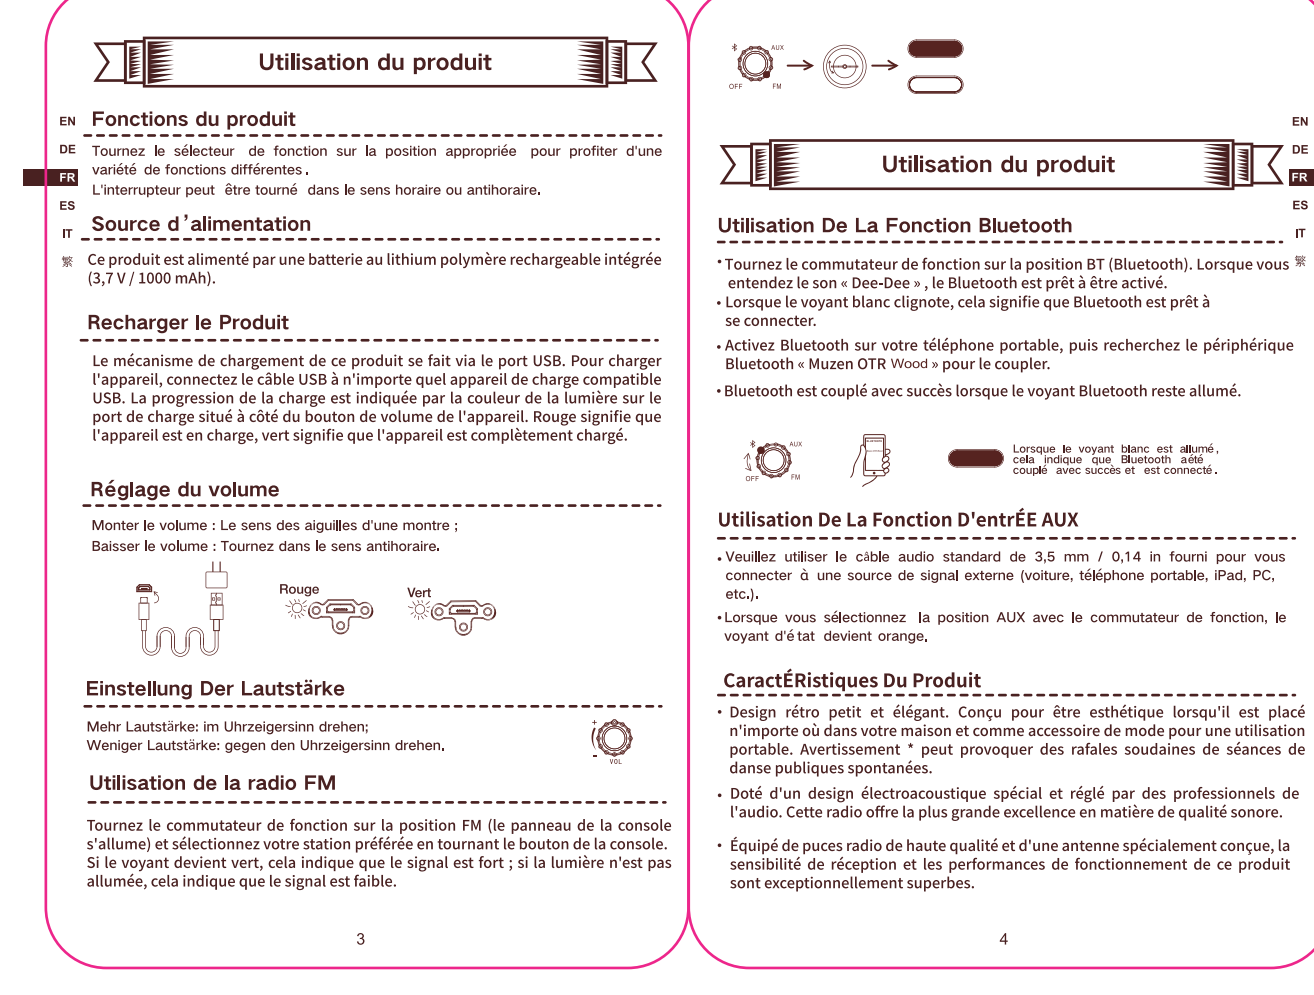 Utilisation du produit
EN
DE
FR
ES
IT
繁
Fonctions du produit
Tournez le sélecteur de fonction sur la position appropriée pour profiter d'une
variété de fonctions différentes.
L'interrupteur peut être tourné dans le sens horaire ou antihoraire.
Source d'alimentation
Ce produit est alimenté par une batterie au lithium polymère rechargeable intégrée
(3,7 V / 1000 mAh).
Recharger le Produit
Le mécanisme de chargement de ce produit se fait via le port USB. Pour charger
l'appareil, connectez le câble USB à n'importe quel appareil de charge compatible
USB. La progression de la charge est indiquée par la couleur de la lumière sur le
port de charge situé à côté du bouton de volume de l'appareil. Rouge signifie que
l'appareil est en charge, vert signifie que l'appareil est complètement chargé.
Réglage du volume
Monter le volume : Le sens des aiguilles d'une montre ;
Baisser le volume : Tournez dans le sens antihoraire.
Rouge
Vert
Einstellung Der Lautstärke
Mehr Lautstärke: im Uhrzeigersinn drehen;
Weniger Lautstärke: gegen den Uhrzeigersinn drehen.
+
-
VOL
Utilisation de la radio FM
Tournez le commutateur de fonction sur la position FM (le panneau de la console
s'allume) et sélectionnez votre station préférée en tournant le bouton de la console.
Si le voyant devient vert, cela indique que le signal est fort ; si la lumière n'est pas
allumée, cela indique que le signal est faible.
3
AUX
OFF
FM
Utilisation du produit
EN
DE
FR
ES
IT
繁
Utilisation De La Fonction Bluetooth
• Tournez le commutateur de fonction sur la position BT (Bluetooth). Lorsque vous
entendez le son « Dee-Dee » , le Bluetooth est prêt à être activé.
• Lorsque le voyant blanc clignote, cela signifie que Bluetooth est prêt à
se connecter.
• Activez Bluetooth sur votre téléphone portable, puis recherchez le périphérique
Bluetooth « Muzen OTR Wood » pour le coupler.
• Bluetooth est couplé avec succès lorsque le voyant Bluetooth reste allumé.
AUX
OFF
FM
Lorsque le voyant blanc est allumé,
cela indique que Bluetooth a été
couplé avec succès et est connecté.
Utilisation De La Fonction D'entrÉE AUX
• Veuillez utiliser le câble audio standard de 3,5 mm / 0,14 in fourni pour vous
connecter à une source de signal externe (voiture, téléphone portable, iPad, PC,
etc.).
• Lorsque vous sélectionnez la position AUX avec le commutateur de fonction, le
voyant d'é tat devient orange.
CaractÉRistiques Du Produit
• Design rétro petit et élégant. Conçu pour être esthétique lorsqu'il est placé
n'importe où dans votre maison et comme accessoire de mode pour une utilisation
portable. Avertissement * peut provoquer des rafales soudaines de séances de
danse publiques spontanées.
• Doté d'un design électroacoustique spécial et réglé par des professionnels de
l'audio. Cette radio offre la plus grande excellence en matière de qualité sonore.
• Équipé de puces radio de haute qualité et d'une antenne spécialement conçue, la
sensibilité de réception et les performances de fonctionnement de ce produit
sont exceptionnellement superbes.
4